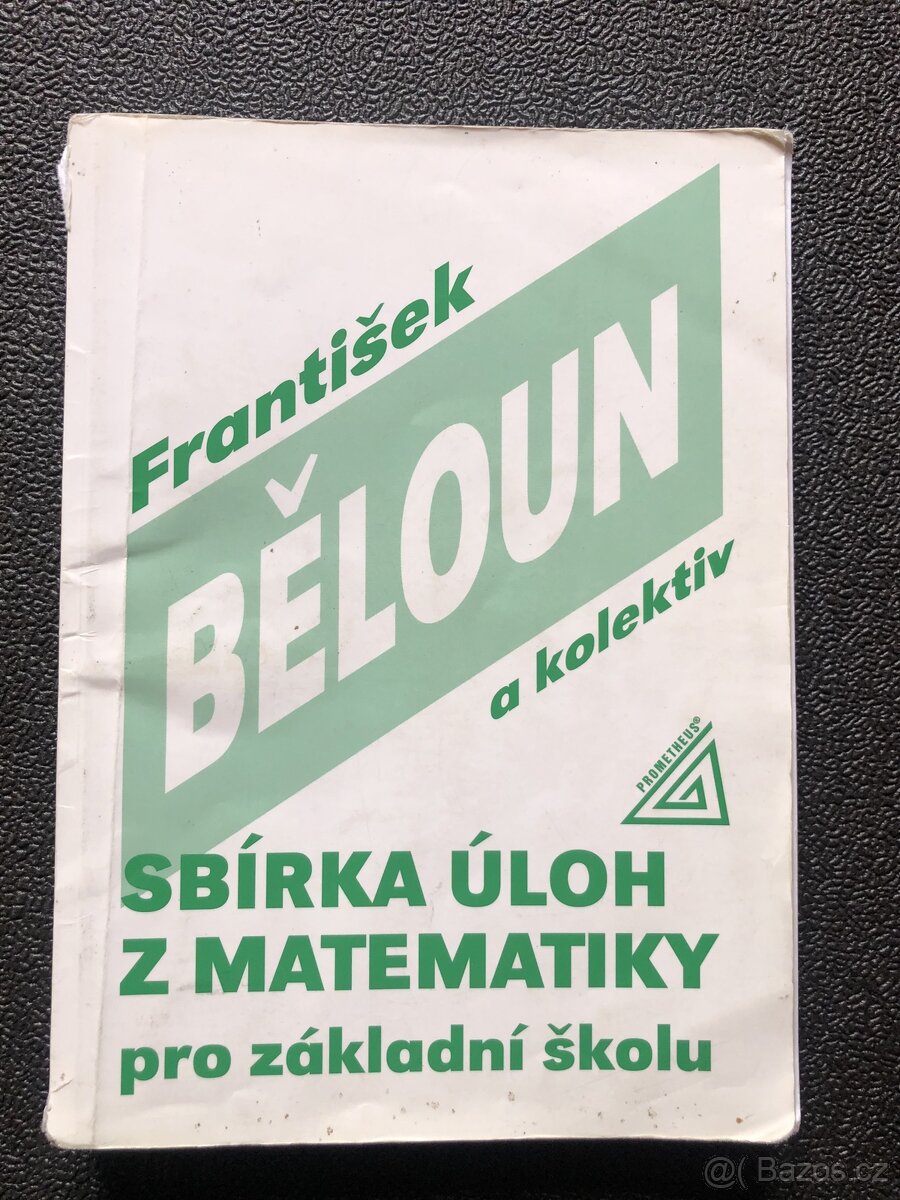 František
BĚLOUN
a kolektiv
PROMETHEUS®
SBÍRKA ÚLOH
Z MATEMATIKY
pro základní školu
@( Bazos.cz